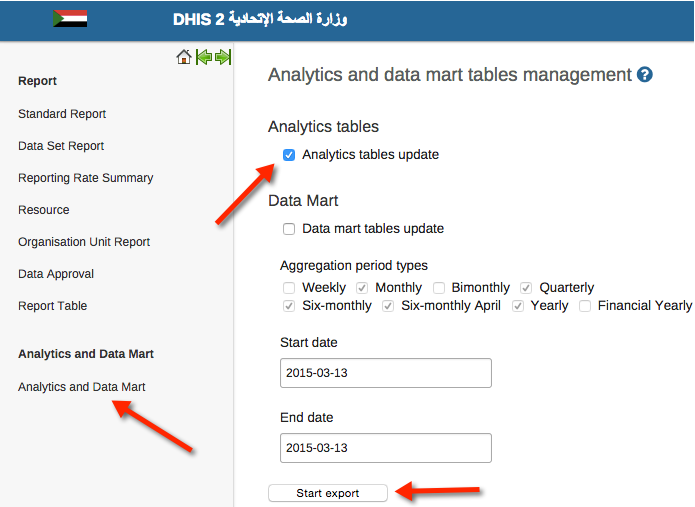 وزارة الصحة الإتحادية DHIS 2
Report
Standard Report
Data Set Report
Reporting Rate Summary
Resource
Organisation Unit Report
Data Approval
Report Table
Analytics and Data Mart
Analytics and Data Mart
Analytics and data mart tables management ?
Analytics tables
Analytics tables update
Data Mart
Data mart tables update
Aggregation period types
Weekly Monthly Bimonthly Quarterly
Six-monthly Six-monthly April Yearly Financial Yearly
Start date
2015-03-13
End date
2015-03-13
Start export